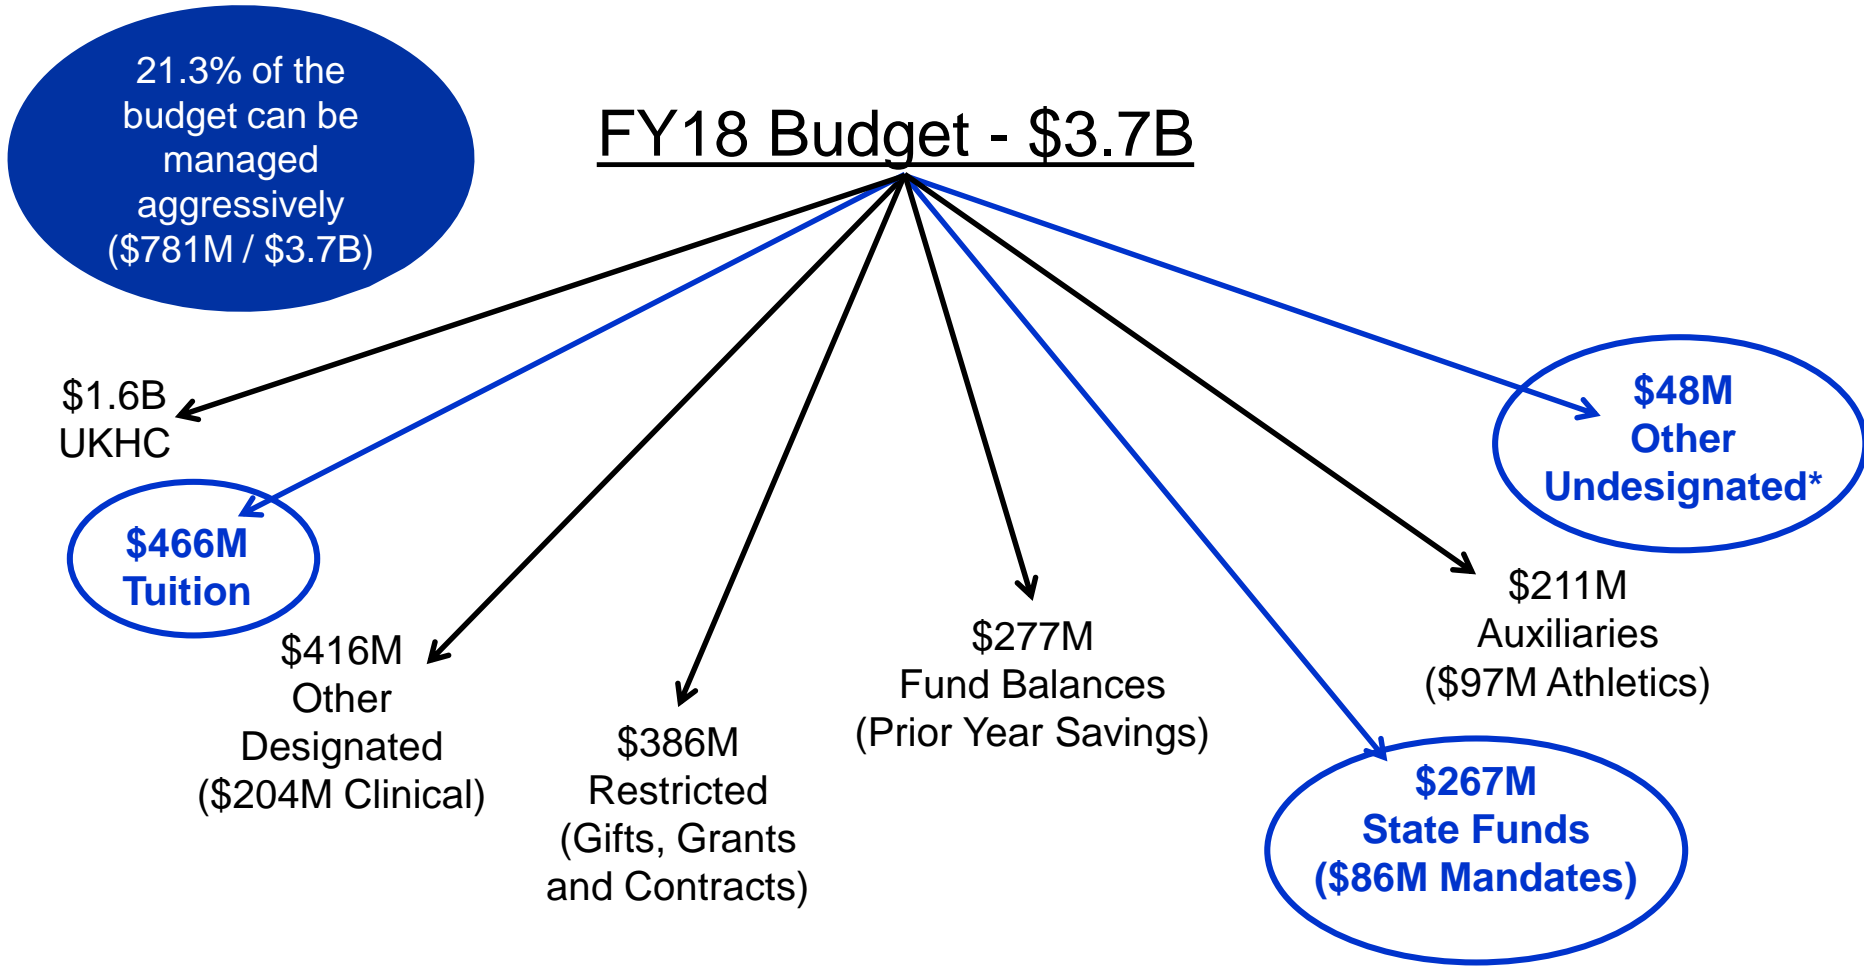 21.3% of the
budget can be
managed
aggressively
($781M / $3.7B)
FY18 Budget - $3.7B
$1.6B
UKHC
$466M
Tuition
$416M
Other
Designated
($204M Clinical)
$386M
Restricted
(Gifts, Grants
and Contracts)
$277M
Fund Balances
(Prior Year Savings)
$267M
State Funds
($86M Mandates)
$211M
Auxiliaries
($97M Athletics)
$48M
Other
Undesignated*